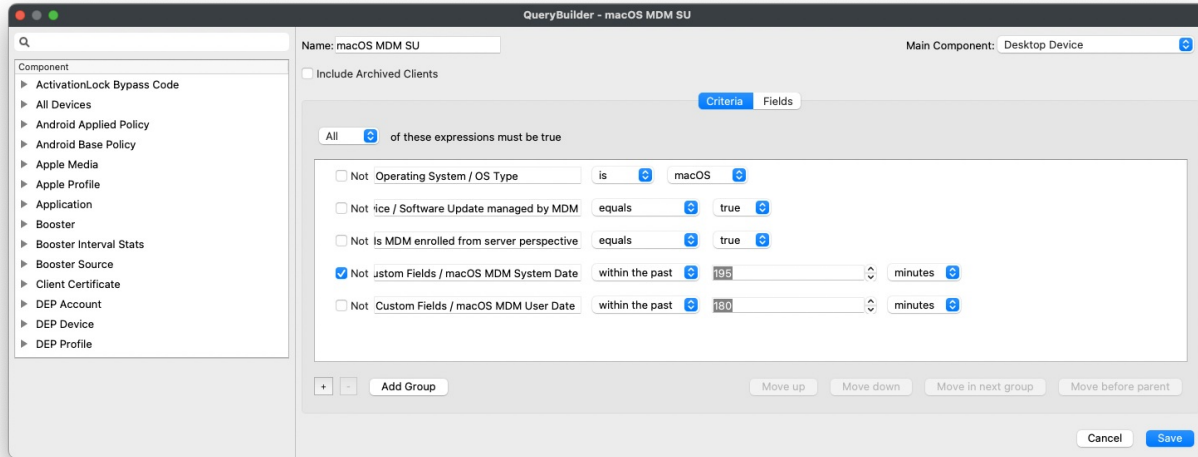 QueryBuilder - macOS MDM SU
Name: macOS MDM SU
Main Component: Desktop Device
Include Archived Clients
Component
ActivationLock Bypass Code
All Devices
Android Applied Policy
Android Base Policy
Apple Media
Apple Profile
Application
Booster
Booster Interval Stats
Booster Source
Client Certificate
DEP Account
DEP Device
DEP Profile
Criteria Fields
All of these expressions must be true
Not Operating System / OS Type is macOS
Not vice / Software Update managed by MDM equals true
Not Is MDM enrolled from server perspective equals true
Not ustom Fields / macOS MDM System Date within the past 195 minutes
Not Custom Fields / macOS MDM User Date within the past 180 minutes
+ - Add Group Move up Move down Move in next group Move before parent
Cancel Save